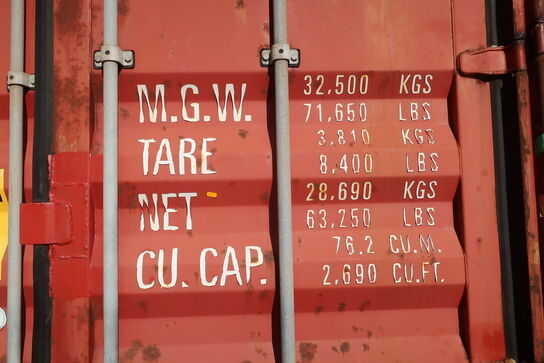 M.G.W. 32,500 KGS
71,650 LBS
TARE 3,810 KGS
8,400 LBS
NET 28,690 KGS
63,250 LBS
CU. CAP. 76.2 CU.M.
2,690 CU.FT.